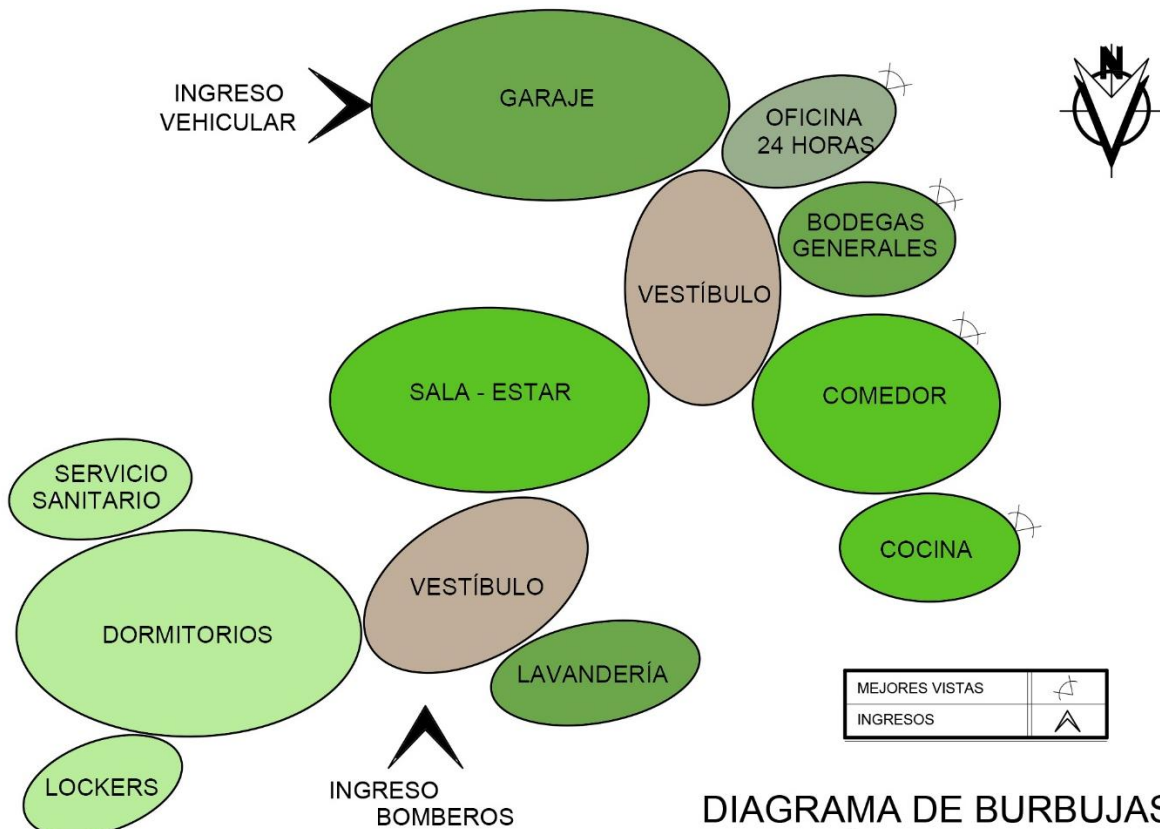 GARAJE
INGRESO
VEHICULAR
N
OFICINA
24 HORAS
BODEGAS
GENERALES
VESTÍBULO
SALA - ESTAR
COMEDOR
SERVICIO
SANITARIO
COCINA
VESTÍBULO
DORMITORIOS
LAVANDERÍA
MEJORES VISTAS
INGRESOS
LOCKERS
INGRESO
BOMBEROS
DIAGRAMA DE BURBUJAS